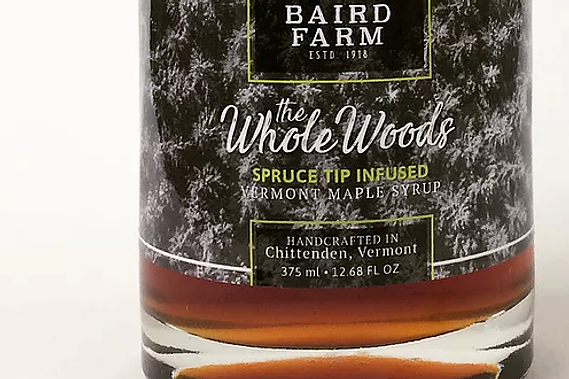 BAIRD
FARM
ESTD. 1918
the
Whole Woods
SPRUCE TIP INFUSED
VERMONT MAPLE SYRUP
HANDCRAFTED IN
Chittenden, Vermont
375 ml • 12.68 FL OZ